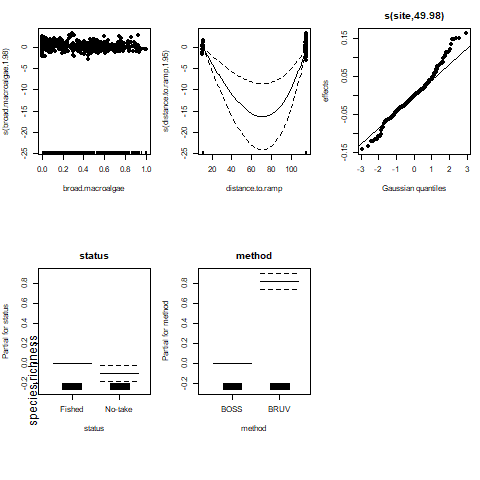 s(broad.macroalgae,1.98)
0
-5
-10
-15
-20
-25
0.0 0.2 0.4 0.6 0.8 1.0
broad.macroalgae
s(distance.to.ramp,1.95)
0
-5
-10
-15
-20
-25
20 40 60 80 100
distance.to.ramp
s(site,49.98)
effects
0.15
0.05
-0.05
-0.15
-3 -2 -1 0 1 2 3
Gaussian quantiles
status
Partial for status
0.8
0.6
0.4
0.2
0.0
-0.2
Fished No-take
status
method
Partial for method
0.8
0.6
0.4
0.2
0.0
-0.2
BOSS BRUV
method
species.richness